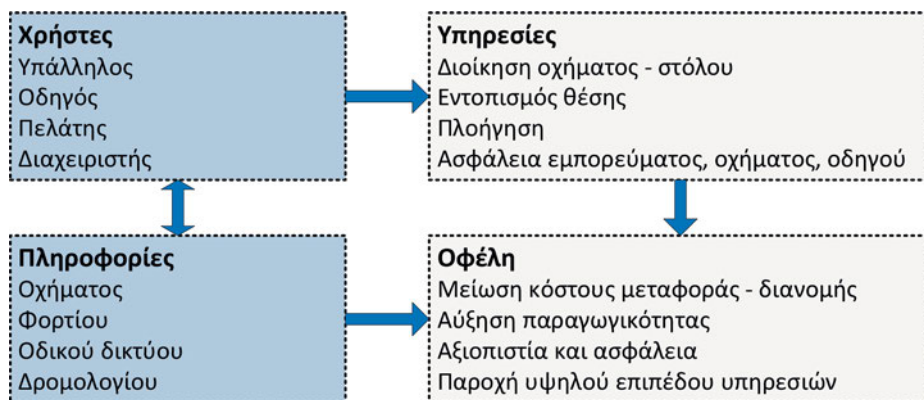 Χρήστες
Υπάλληλος
Οδηγός
Πελάτης
Διαχειριστής
Υπηρεσίες
Διοίκηση οχήματος - στόλου
Εντοπισμός θέσης
Πλοήγηση
Ασφάλεια εμπορεύματος, οχήματος, οδηγού
Πληροφορίες
Οχήματος
Φορτίου
Οδικού δικτύου
Δρομολογίου
Οφέλη
Μείωση κόστους μεταφοράς - διανομής
Αύξηση παραγωγικότητας
Αξιοπιστία και ασφάλεια
Παροχή υψηλού επιπέδου υπηρεσιών